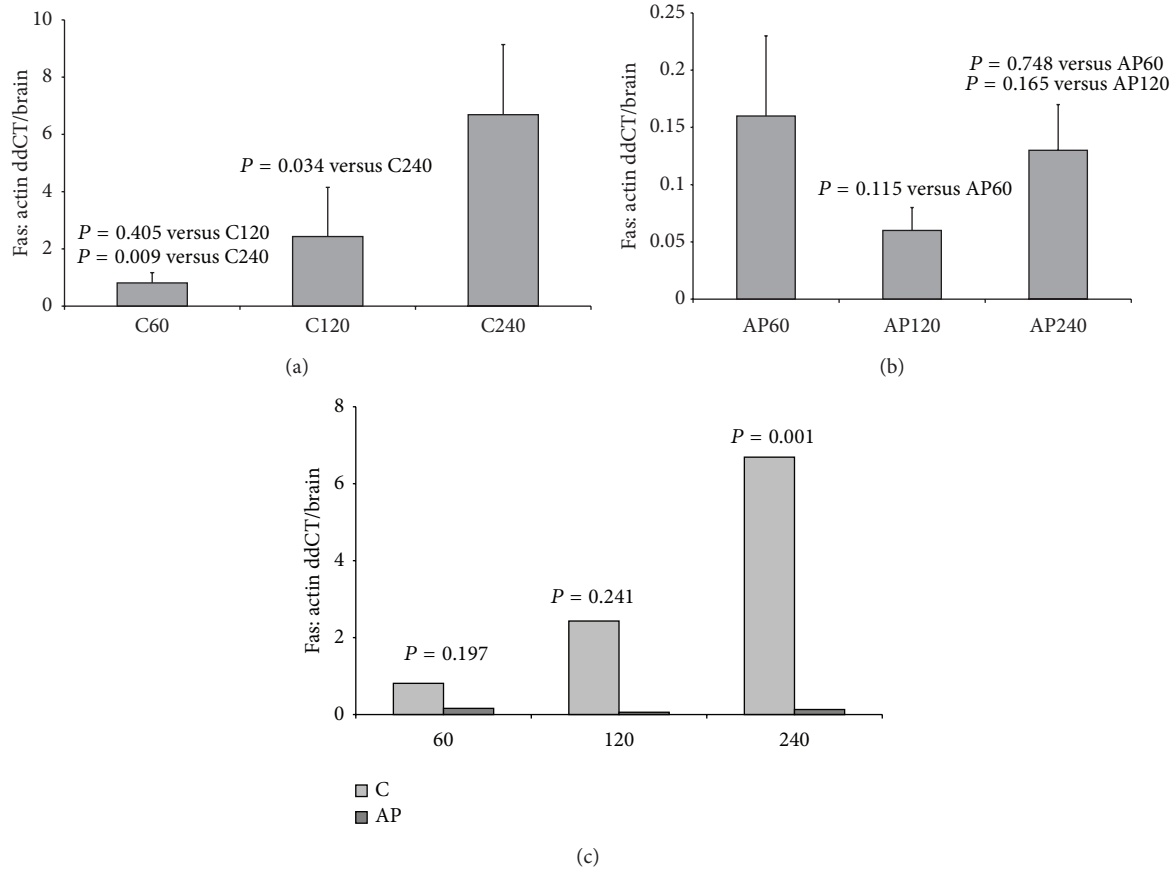 10
8
6
4
2
0
Fas: actin ddCT/brain
P = 0.405 versus C120
P = 0.009 versus C240
P = 0.034 versus C240
C60
C120
C240
(a)
0.25
0.2
0.15
0.1
0.05
0
Fas: actin ddCT/brain
P = 0.748 versus AP60
P = 0.165 versus AP120
P = 0.115 versus AP60
AP60
AP120
AP240
(b)
8
6
4
2
0
Fas: actin ddCT/brain
P = 0.197
P = 0.241
P = 0.001
60
120
240
C
AP
(c)